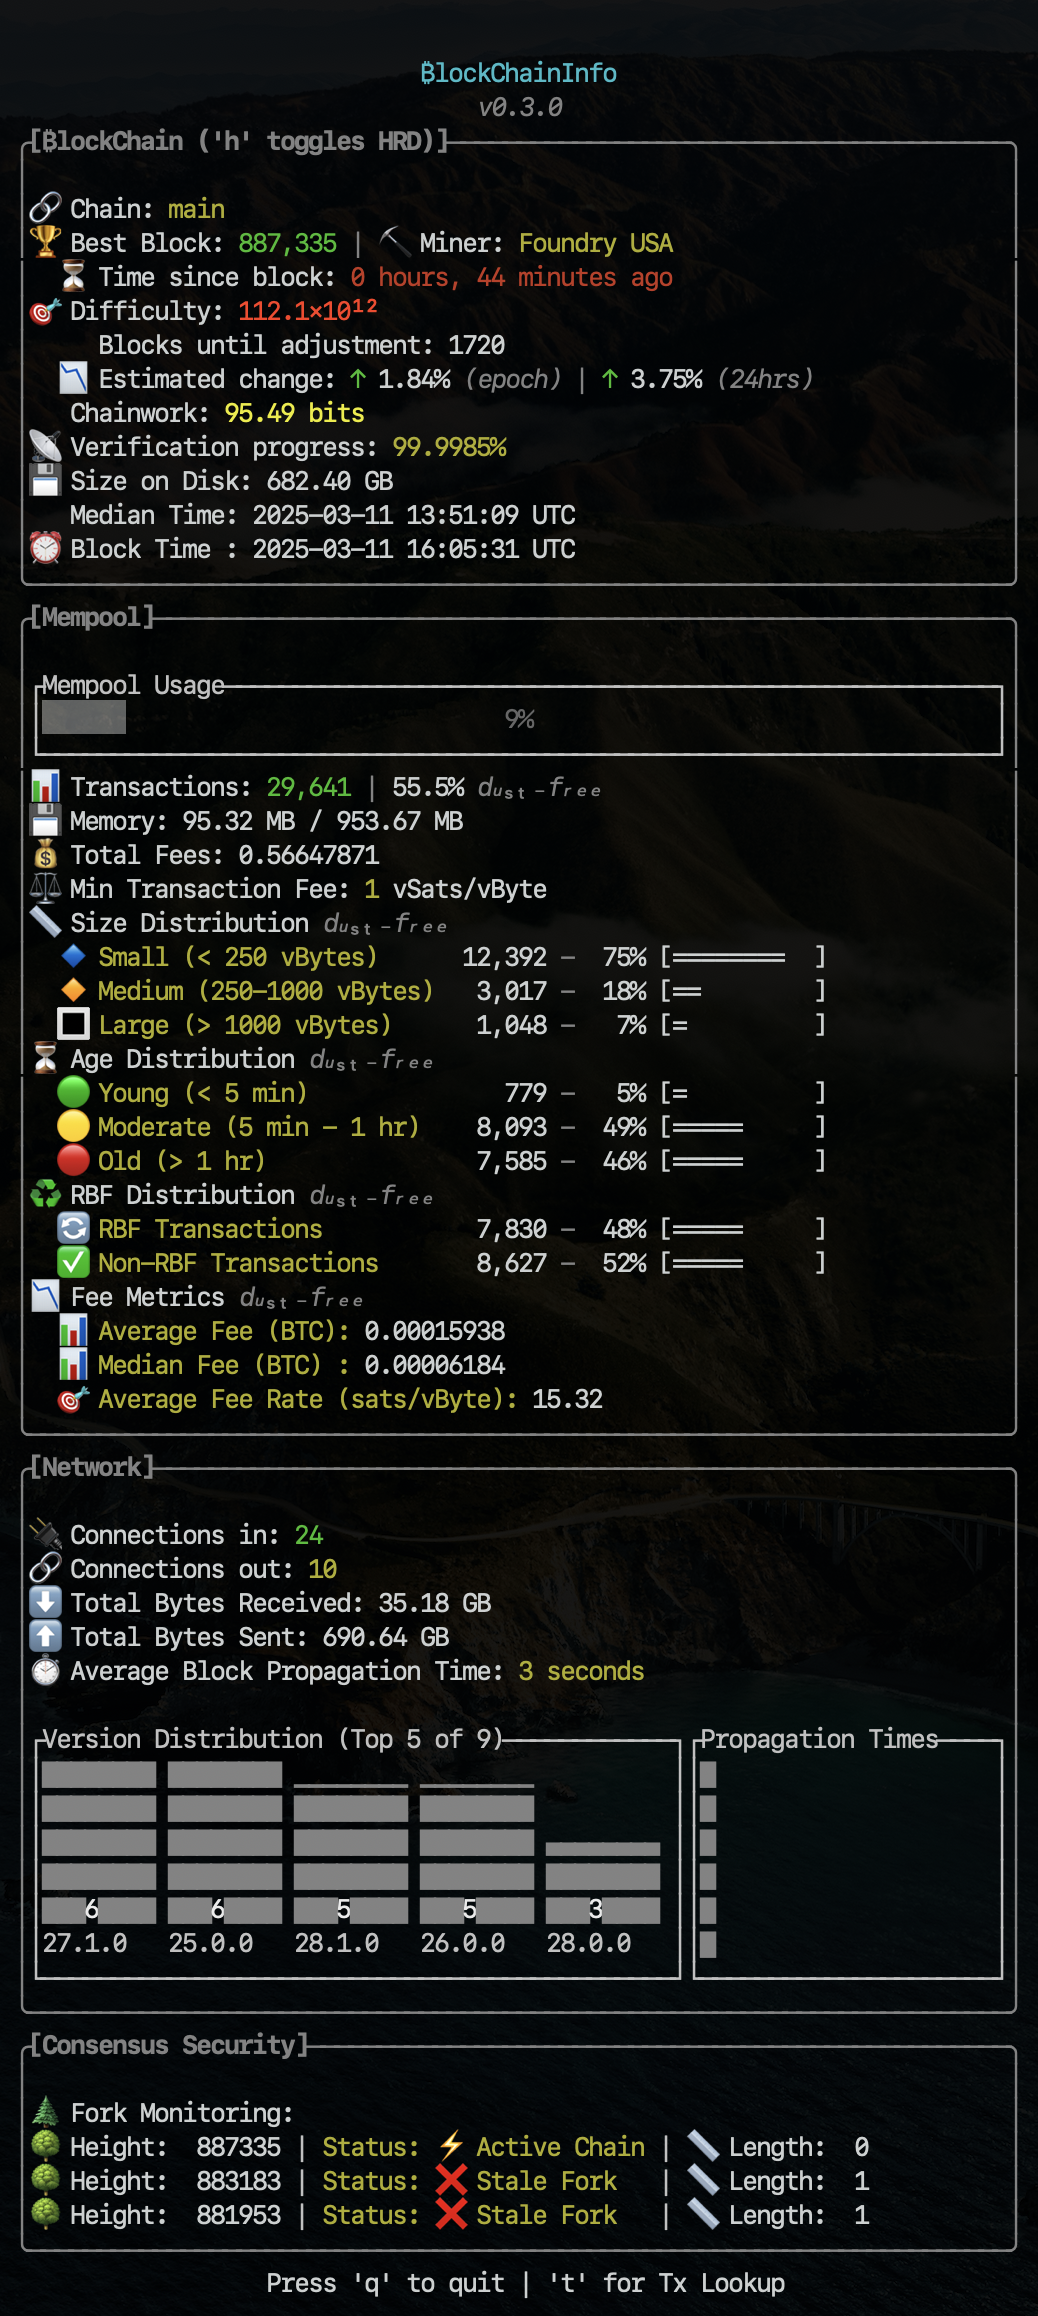 ₿lockChainInfo
v0.3.0
[₿lockChain ('h' toggles HRD)]
🔗 Chain: main
🏆 Best Block: 887,335 | ⛏ Miner: Foundry USA
⏳ Time since block: 0 hours, 44 minutes ago
🎯 Difficulty: 112.1×10¹²
Blocks until adjustment: 1720
📉 Estimated change: ↑ 1.84% (epoch) | ↑ 3.75% (24hrs)
Chainwork: 95.49 bits
📡 Verification progress: 99.9985%
💾 Size on Disk: 682.40 GB
Median Time: 2025-03-11 13:51:09 UTC
⏰ Block Time : 2025-03-11 16:05:31 UTC
[Mempool]
Mempool Usage
9%
📊 Transactions: 29,641 | 55.5% dust-free
💾 Memory: 95.32 MB / 953.67 MB
💰 Total Fees: 0.56647871
⚖ Min Transaction Fee: 1 vSats/vByte
📏 Size Distribution dust-free
🔹 Small (< 250 vBytes) 12,392 - 75% [======== ]
🔸 Medium (250-1000 vBytes) 3,017 - 18% [== ]
🔲 Large (> 1000 vBytes) 1,048 - 7% [= ]
⏳ Age Distribution dust-free
🟢 Young (< 5 min) 779 - 5% [= ]
🟡 Moderate (5 min - 1 hr) 8,093 - 49% [===== ]
🔴 Old (> 1 hr) 7,585 - 46% [===== ]
♻ RBF Distribution dust-free
🔄 RBF Transactions 7,830 - 48% [===== ]
✅ Non-RBF Transactions 8,627 - 52% [===== ]
📉 Fee Metrics dust-free
📊 Average Fee (BTC): 0.00015938
📊 Median Fee (BTC) : 0.00006184
🎯 Average Fee Rate (sats/vByte): 15.32
[Network]
🔌 Connections in: 24
🔗 Connections out: 10
⬇ Total Bytes Received: 35.18 GB
⬆ Total Bytes Sent: 690.64 GB
⏱ Average Block Propagation Time: 3 seconds
Version Distribution (Top 5 of 9)
6 6 5 5 3
27.1.0 25.0.0 28.1.0 26.0.0 28.0.0
Propagation Times
[Consensus Security]
🌲 Fork Monitoring:
🌳 Height: 887335 | Status: ⚡ Active Chain | 📏 Length: 0
🌳 Height: 883183 | Status: ❌ Stale Fork | 📏 Length: 1
🌳 Height: 881953 | Status: ❌ Stale Fork | 📏 Length: 1
Press 'q' to quit | 't' for Tx Lookup